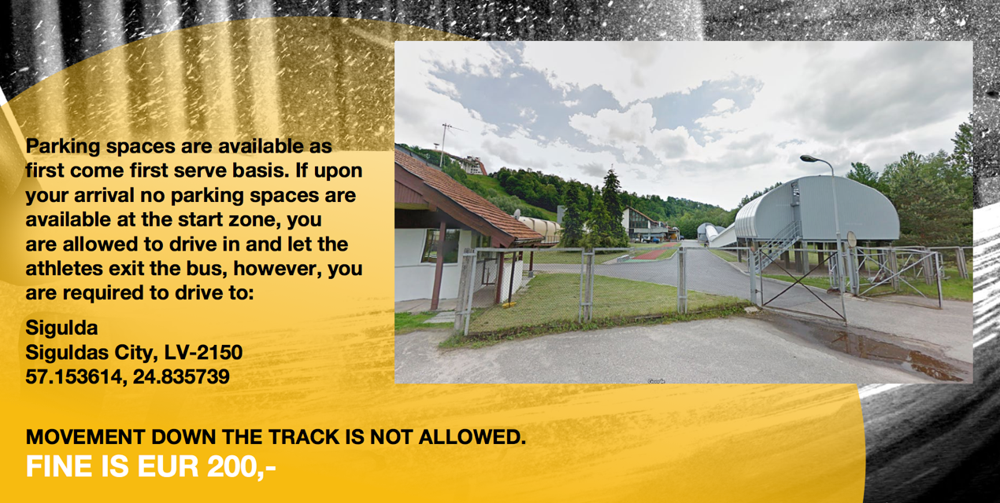 Parking spaces are available as
first come first serve basis. If upon
your arrival no parking spaces are
available at the start zone, you
are allowed to drive in and let the
athletes exit the bus, however, you
are required to drive to:
Sigulda
Siguldas City, LV-2150
57.153614, 24.835739
Google
MOVEMENT DOWN THE TRACK IS NOT ALLOWED.
FINE IS EUR 200,-